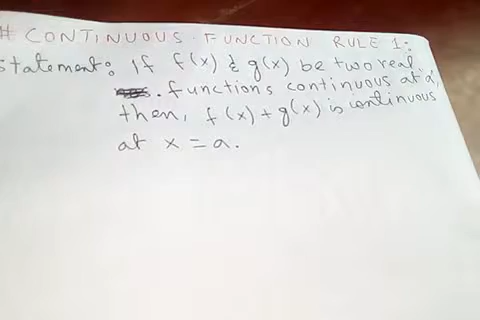 # CONTINUOUS FUNCTION RULE 1:
statement: If f(x) & g(x) be two real
functions continuous at 'a',
then, f(x) + g(x) is continuous
at x = a.